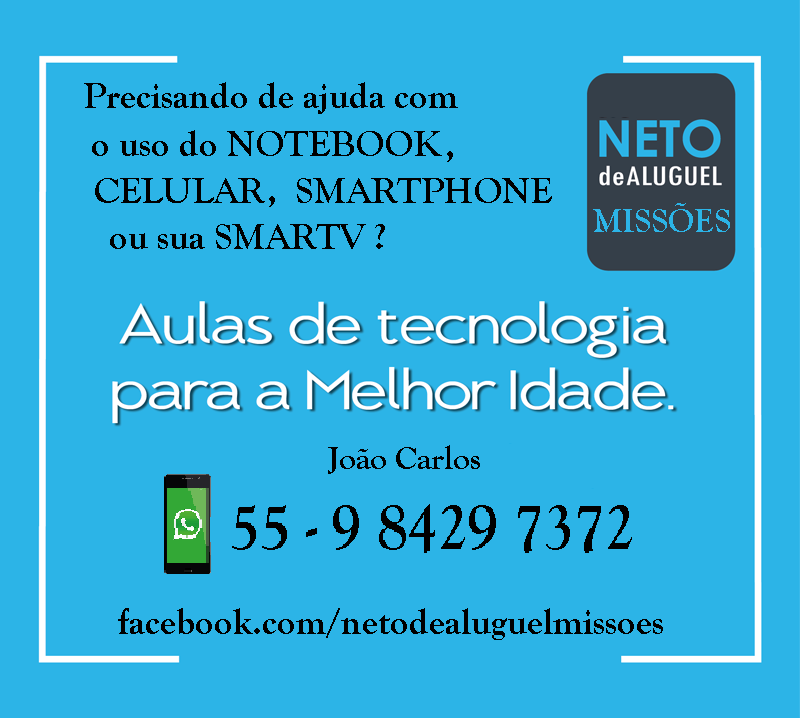 Precisando de ajuda com
o uso do NOTEBOOK,
CELULAR, SMARTPHONE
ou sua SMARTV ?
NETO
deALUGUEL
MISSÕES
Aulas de tecnologia
para a Melhor Idade.
João Carlos
55 - 9 8429 7372
facebook.com/netodealuguelmissoes